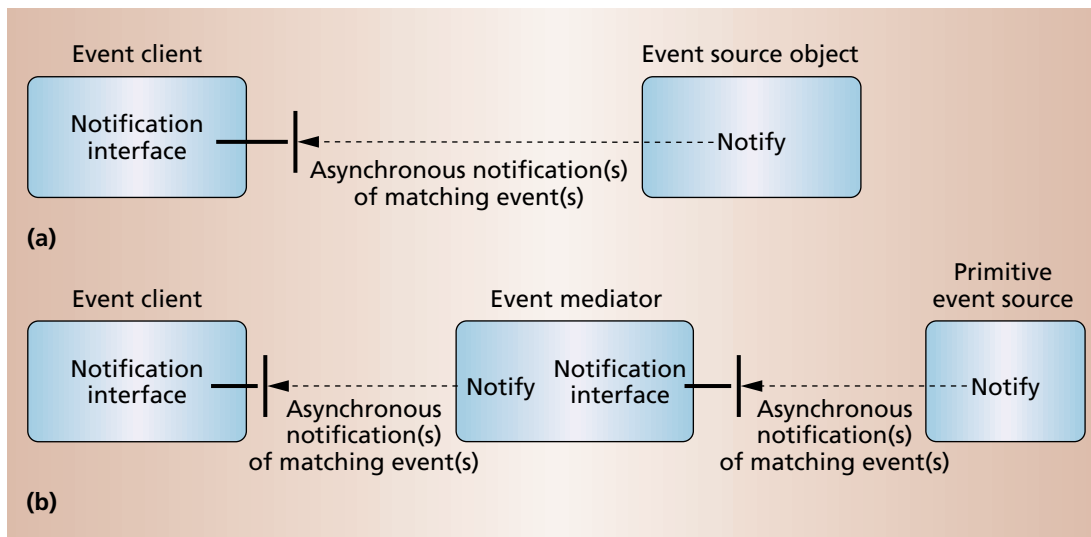 Event client
Event source object
Notification
interface
Notify
Asynchronous notification(s)
of matching event(s)
(a)
Event client
Event mediator
Primitive
event source
Notification
interface
Notify
Notification
interface
Notify
Asynchronous
notification(s)
of matching event(s)
Asynchronous
notification(s)
of matching event(s)
(b)